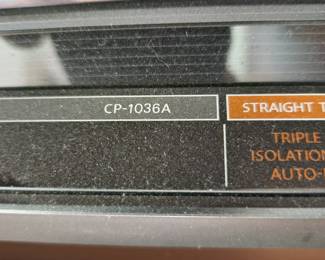 CP-1036A
STRAIGHT
TRIPLE
ISOLATION
AUTO-